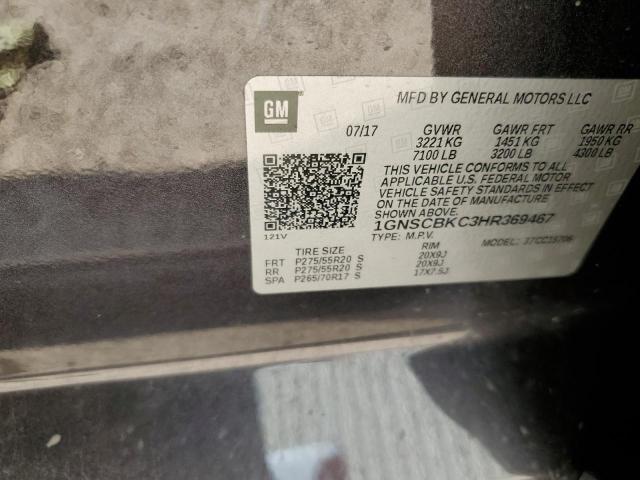 GM
MFD BY GENERAL MOTORS LLC
07/17 GVWR GAWR FRT GAWR RR
3221 KG 1451 KG 1950 KG
7100 LB 3200 LB 4300 LB
THIS VEHICLE CONFORMS TO ALL
APPLICABLE U.S. FEDERAL MOTOR
VEHICLE SAFETY STANDARDS IN EFFECT
ON THE DATE OF MANUFACTURE
SHOWN ABOVE.
1GNSCBKC3HR369467
121V
TYPE: M.P.V. MODEL: 17CC15706
TIRE SIZE RIM
FRT P275/55R20 S 20X9J
RR P275/55R20 S 20X9J
SPA P265/70R17 S 17X7.5J